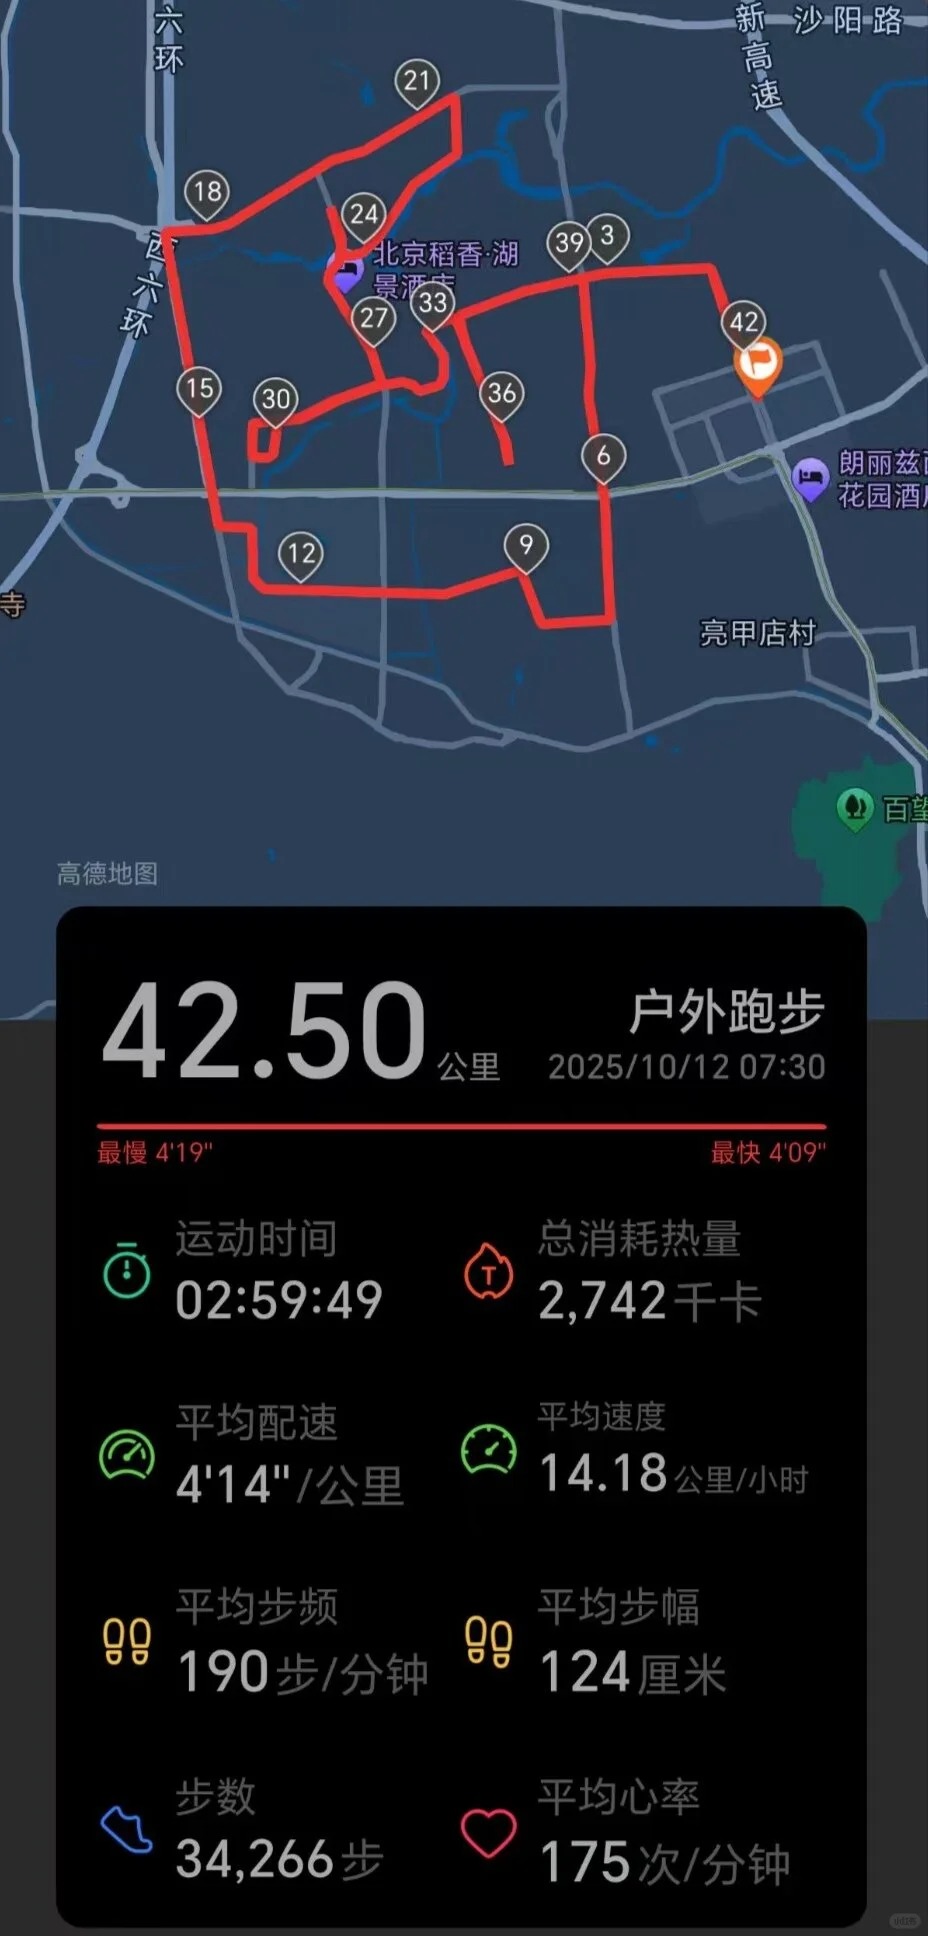 六环
新高速
沙阳路
21
18
24
西六环
北京稻香·湖
景酒店
39
3
33
27
42
15
30
36
6
朗丽兹西
花园酒店
12
9
寺
亮甲店村
百望
高德地图
42.50公里
户外跑步
2025/10/12 07:30
最慢 4'19"
最快 4'09"
运动时间
02:59:49
总消耗热量
2,742千卡
平均配速
4'14"/公里
平均速度
14.18公里/小时
平均步频
190步/分钟
平均步幅
124厘米
步数
34,266步
平均心率
175次/分钟